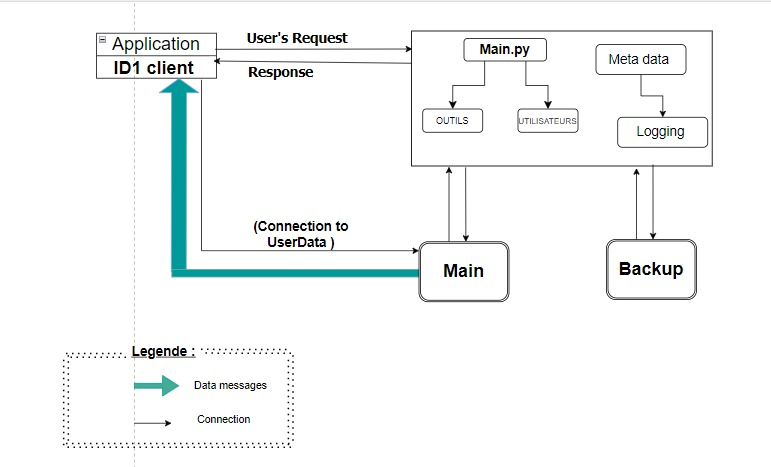 Application
ID1 client
User's Request
Response
Main.py
OUTILS
UTILISATEURS
Meta data
Logging
(Connection to
UserData )
Main
Backup
Legende :
Data messages
Connection